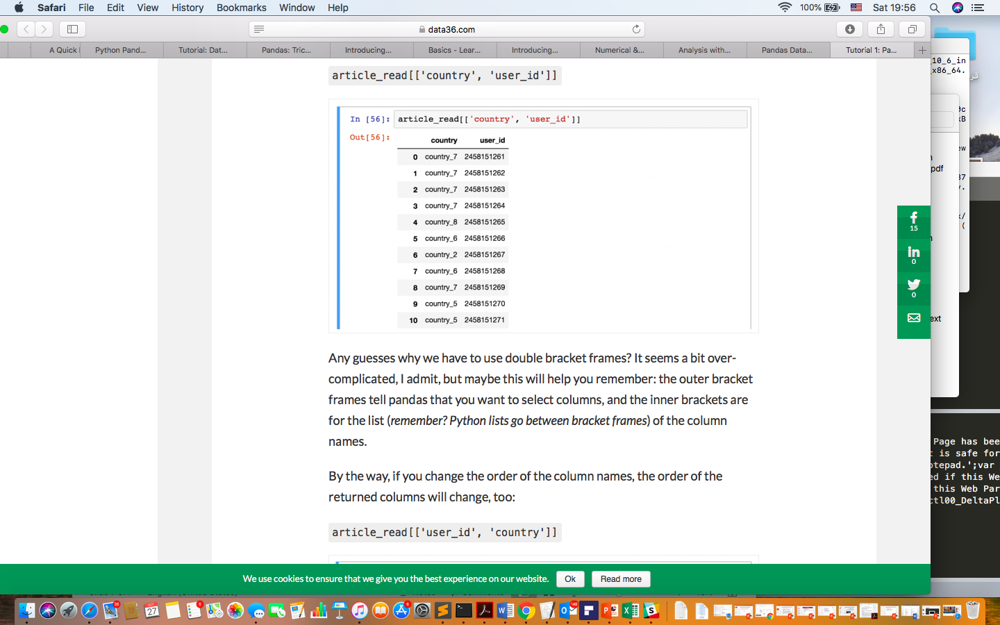 Safari File Edit View History Bookmarks Window Help 100% Sat 19:56
data36.com
A Quick Python Pand... Tutorial: Dat... Pandas: Tric... Introducing... Basics - Lear... Introducing... Numerical &... Analysis with... Pandas Data... Tutorial 1: Pa...
article_read[['country', 'user_id']]
In [56]: article_read[['country', 'user_id']]
Out[56]:
country user_id
0 country_7 2458151261
1 country_7 2458151262
2 country_7 2458151263
3 country_7 2458151264
4 country_8 2458151265
5 country_6 2458151266
6 country_2 2458151267
7 country_6 2458151268
8 country_7 2458151269
9 country_5 2458151270
10 country_5 2458151271
Any guesses why we have to use double bracket frames? It seems a bit over-
complicated, I admit, but maybe this will help you remember: the outer bracket
frames tell pandas that you want to select columns, and the inner brackets are
for the list (remember? Python lists go between bracket frames) of the column
names.
By the way, if you change the order of the column names, the order of the
returned columns will change, too:
article_read[['user_id', 'country']]
We use cookies to ensure that we give you the best experience on our website. Ok Read more
15
in
0
0
10_6_in
x86_64.
pdf
ext
Page has bee
is safe for
otepad.';var
ed if this We
this Web Par
ctl00_DeltaPl
OCT
27